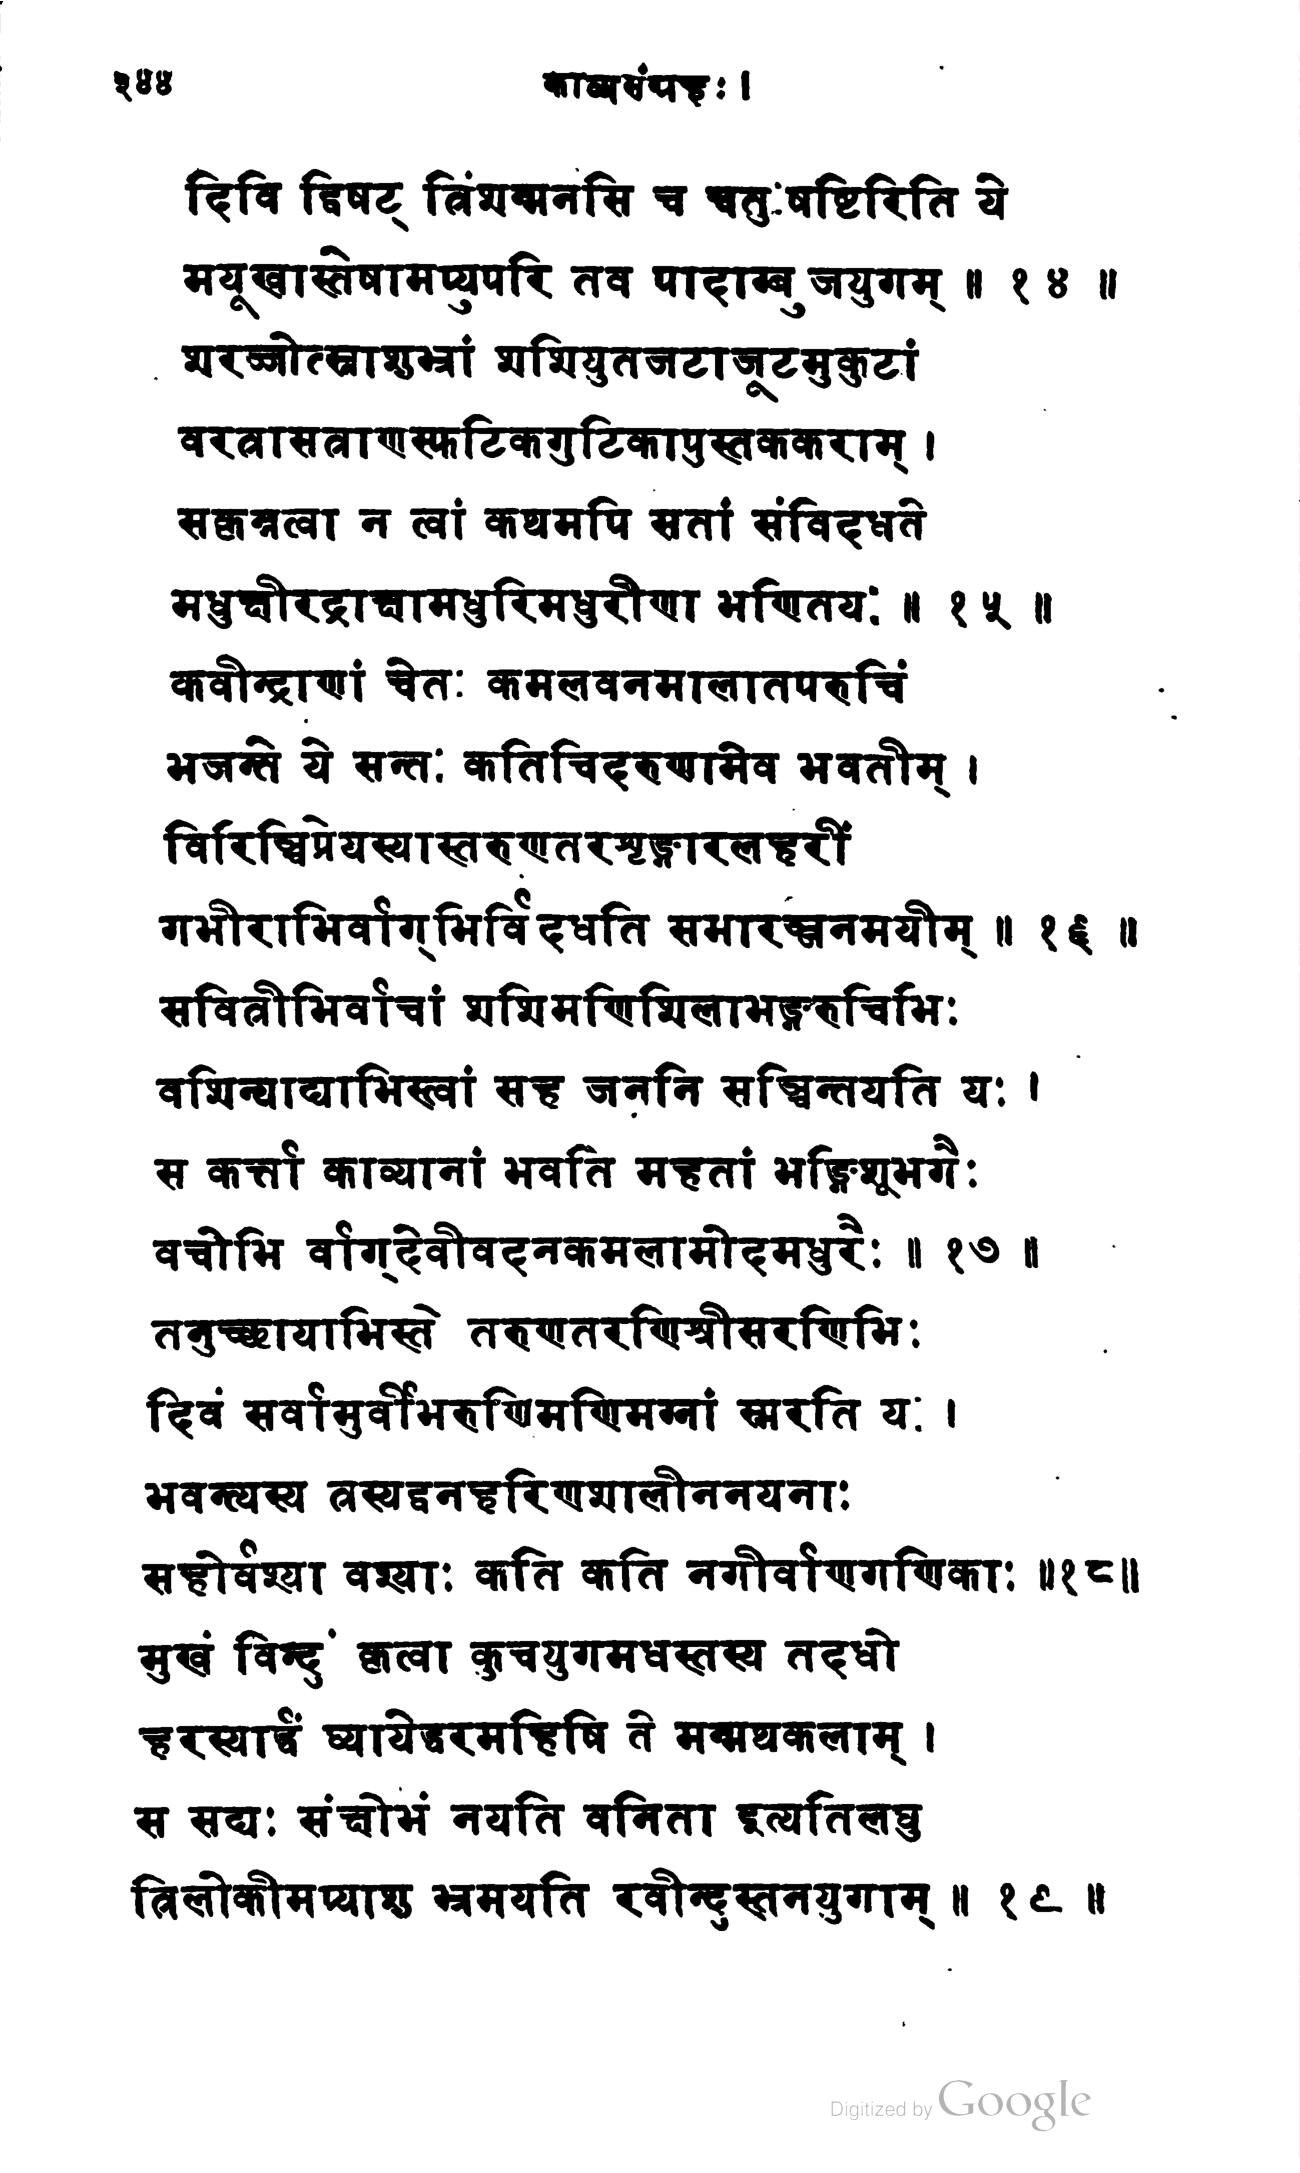 २४४
काव्यसंग्रहः।
दिवि द्विषट् त्रिंशन्मनसि च चतुःषष्टिरिति ये
मयूखास्तेषामप्युपरि तव पादाम्बुजयुगम् ॥ १४ ॥
शरज्जोत्स्नाशुभ्रां शशियुतजटाजूटमुकुटां
वरत्रासत्राणस्फटिकगुटिकापुस्तककराम् ।
सकृन्नत्वा न त्वां कथमपि सतां संविदधते
मधुक्षीरद्राक्षामधुरिमधुरीणा भणितयः ॥ १५ ॥
कवीन्द्राणां चेतः कमलवनमालातपरुचिं
भजन्ते ये सन्तः कतिचिदरुणामेव भवतीम् ।
विरिञ्चिप्रेयस्यास्तरुणतरशृङ्गारलहरीं
गभीराभिर्वाग्भिर्विदधति सभारञ्जनमयीम् ॥ १६ ॥
सवित्रीभिर्वाचां शशिमणिशिलाभङ्गरुचिभिः
वशिन्याद्याभिस्त्वां सह जननि सञ्चिन्तयति यः ।
स कर्त्ता काव्यानां भवति महतां भङ्गिशूभगैः
वचोभि र्वाग्देवीवदनकमलामोदमधुरैः ॥ १७ ॥
तनुच्छायाभिस्ते तरुणतरणिश्रीसरणिभिः
दिवं सर्वामुर्वीमरुणिमणिमग्नां स्मरति यः ।
भवन्त्यस्य त्रस्यद्वनहरिणशालीननयनाः
सहोर्वश्या वश्याः कति कति नगीर्वाणगणिकाः ॥१८॥
मुखं विन्दुं कृत्वा कुचयुगमधस्तस्य तदधो
हरस्यार्द्धं ध्यायेद्धरमहिषि ते मन्मथकलाम् ।
स सद्यः संक्षोभं नयति वनिता इत्यतिलघु
त्रिलोकीमप्याशु भ्रमयति रवीन्दुस्तनयुगाम् ॥ १९ ॥
Digitized by Google